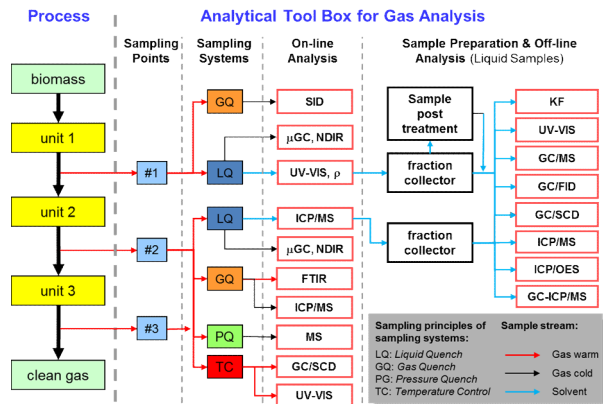 Process
Analytical Tool Box for Gas Analysis
Sampling
Points
Sampling
Systems
On-line
Analysis
Sample Preparation & Off-line
Analysis (Liquid Samples)
biomass
unit 1
unit 2
unit 3
clean gas
#1
#2
#3
GQ
LQ
LQ
GQ
PQ
TC
SID
µGC, NDIR
UV-VIS, ρ
ICP/MS
µGC, NDIR
FTIR
ICP/MS
MS
GC/SCD
UV-VIS
Sample
post
treatment
fraction
collector
fraction
collector
KF
UV-VIS
GC/MS
GC/FID
GC/SCD
ICP/MS
ICP/OES
GC-ICP/MS
Sampling principles of
sampling systems:
LQ: Liquid Quench
GQ: Gas Quench
PG: Pressure Quench
TC: Temperature Control
Sample stream:
Gas warm
Gas cold
Solvent